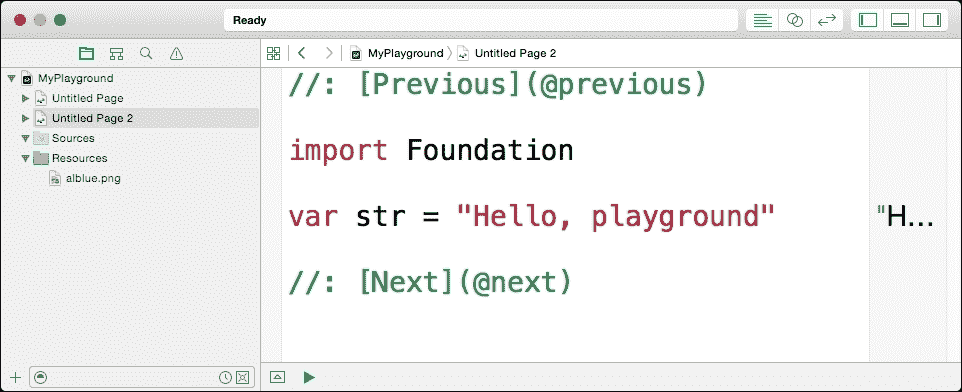 Ready
MyPlayground > Untitled Page 2
MyPlayground
Untitled Page
Untitled Page 2
Sources
Resources
alblue.png
//: [Previous](@previous)
import Foundation
var str = "Hello, playground"
"H...
//: [Next](@next)